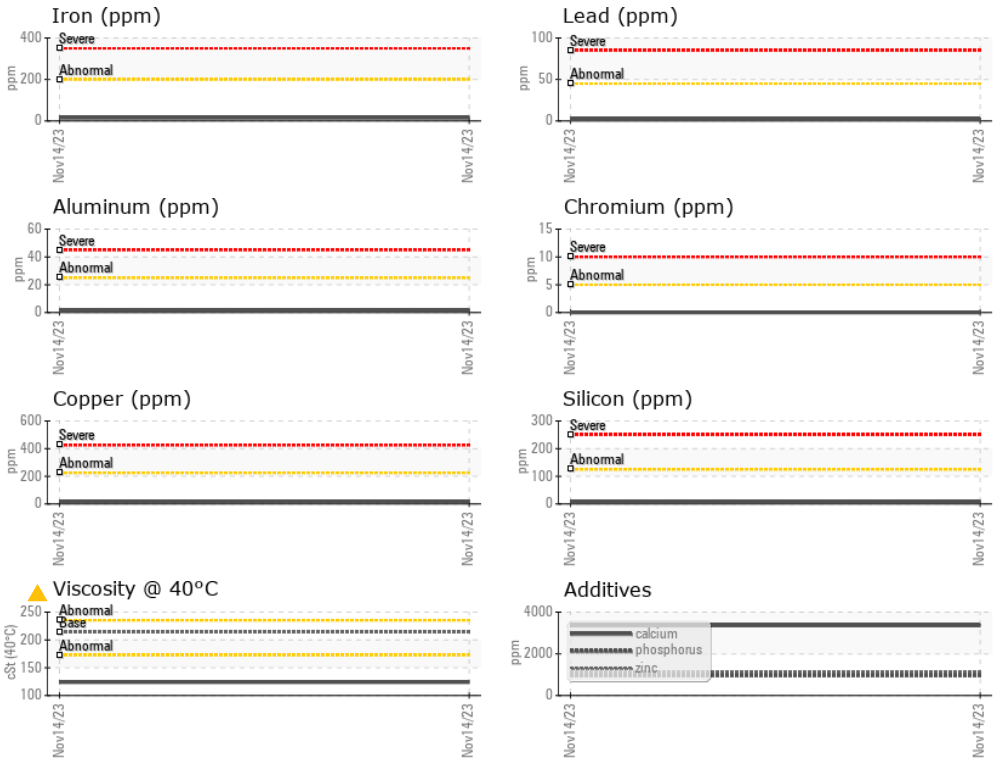 Iron (ppm)
400
200
0
ppm
Severe
Abnormal
Nov14/23
Nov14/23
Lead (ppm)
100
50
0
ppm
Severe
Abnormal
Nov14/23
Nov14/23
Aluminum (ppm)
60
40
20
0
ppm
Severe
Abnormal
Nov14/23
Nov14/23
Chromium (ppm)
15
10
5
0
ppm
Severe
Abnormal
Nov14/23
Nov14/23
Copper (ppm)
600
400
200
0
ppm
Severe
Abnormal
Nov14/23
Nov14/23
Silicon (ppm)
300
200
100
0
ppm
Severe
Abnormal
Nov14/23
Nov14/23
Viscosity @ 40°C
250
200
150
100
cSt (40°C)
Abnormal
Base
Abnormal
Nov14/23
Nov14/23
Additives
4000
2000
0
ppm
calcium
phosphorus
zinc
Nov14/23
Nov14/23